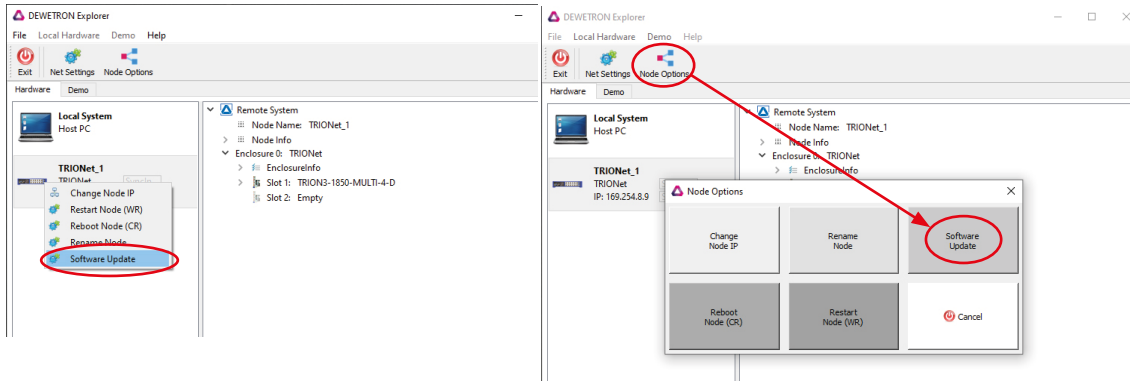 DEWETRON Explorer
File Local Hardware Demo Help
Exit Net Settings Node Options
Hardware Demo
Local System
Host PC
TRIONet_1
TRIONet
Change Node IP
Restart Node (WR)
Reboot Node (CR)
Rename Node
Software Update
Remote System
Node Name: TRIONet_1
Node Info
Enclosure 0: TRIONet
EnclosureInfo
Slot 1: TRION3-1850-MULTI-4-D
Slot 2: Empty
DEWETRON Explorer
File Local Hardware Demo Help
Exit Net Settings Node Options
Hardware Demo
Local System
Host PC
TRIONet_1
TRIONet
IP: 169.254.8.9
Remote System
Node Name: TRIONet_1
Node Info
Enclosure 0: TRIONet
EnclosureInfo
Node Options
Change
Node IP
Rename
Node
Software
Update
Reboot
Node (CR)
Restart
Node (WR)
Cancel